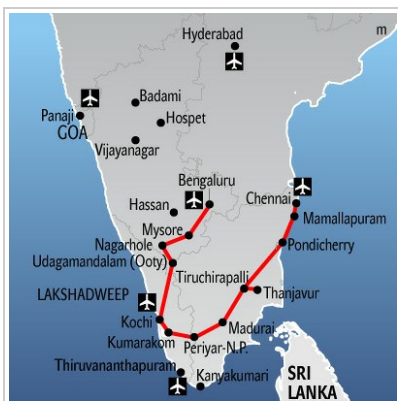 Hyderabad
m
Badami
Panaji
GOA
Hospet
Vijayanagar
Bengaluru
Chennai
Hassan
Mamallapuram
Mysore
Nagarhole
Pondicherry
Udagamandalam (Ooty)
Tiruchirapalli
LAKSHADWEEP
Thanjavur
Kochi
Madurai
Kumarakom
Periyar-N.P.
Thiruvananthapuram
Kanyakumari
SRI
LANKA